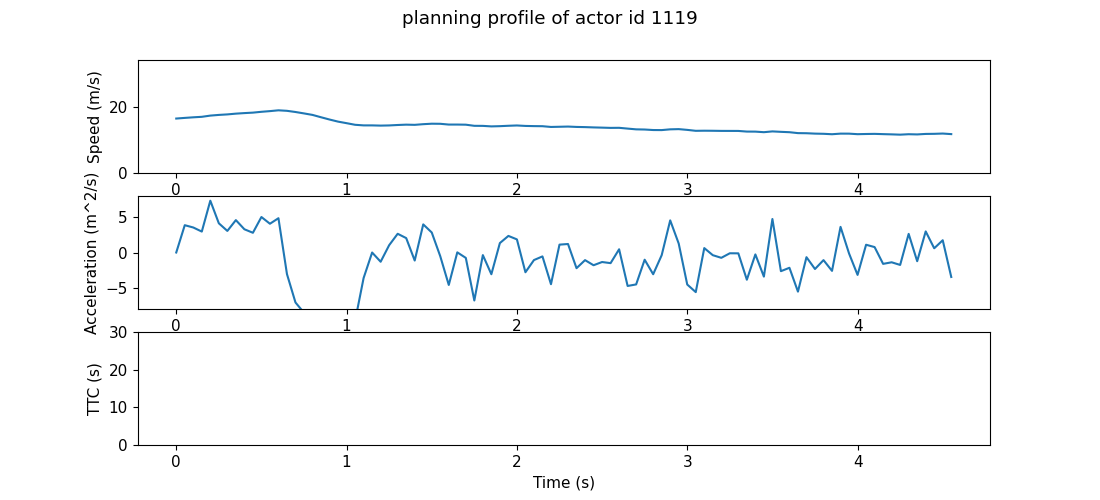 planning profile of actor id 1119
Speed (m/s)
20
0
0 1 2 3 4
Acceleration (m^2/s)
5
0
−5
0 1 2 3 4
TTC (s)
30
20
10
0
0 1 2 3 4
Time (s)